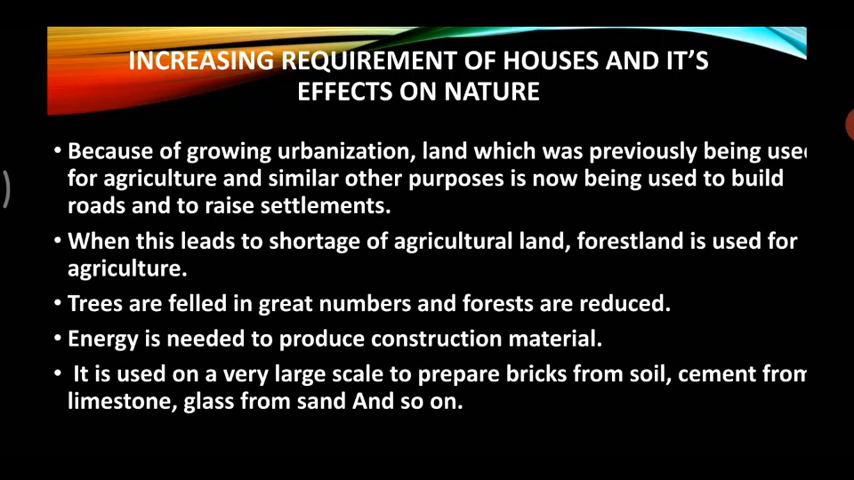 INCREASING REQUIREMENT OF HOUSES AND IT'S
EFFECTS ON NATURE
• Because of growing urbanization, land which was previously being used
for agriculture and similar other purposes is now being used to build
roads and to raise settlements.
• When this leads to shortage of agricultural land, forestland is used for
agriculture.
• Trees are felled in great numbers and forests are reduced.
• Energy is needed to produce construction material.
• It is used on a very large scale to prepare bricks from soil, cement from
limestone, glass from sand And so on.